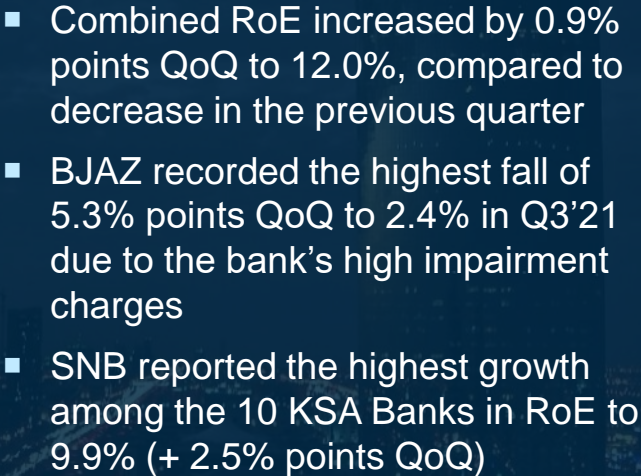 ▪ Combined RoE increased by 0.9%
points QoQ to 12.0%, compared to
decrease in the previous quarter
▪ BJAZ recorded the highest fall of
5.3% points QoQ to 2.4% in Q3’21
due to the bank’s high impairment
charges
▪ SNB reported the highest growth
among the 10 KSA Banks in RoE to
9.9% (+ 2.5% points QoQ)